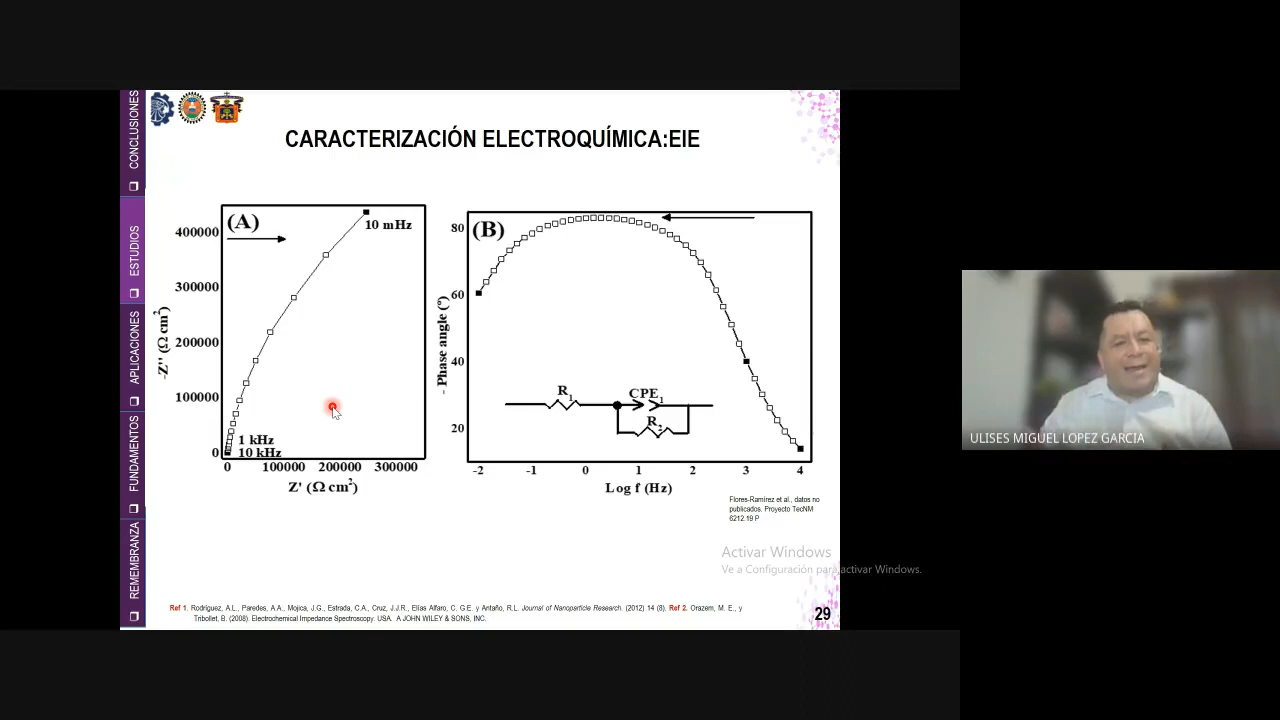 CARACTERIZACIÓN ELECTROQUÍMICA:EIE
CONCLUSIONES
ESTUDIOS
APLICACIONES
FUNDAMENTOS
REMEMBRANZA
(A)
10 mHz
1 kHz
10 kHz
-Z'' (Ω cm²)
400000
300000
200000
100000
0
0 100000 200000 300000
Z' (Ω cm²)
(B)
- Phase angle (°)
80
60
40
20
R1
CPE1
R2
-2 -1 0 1 2 3 4
Log f (Hz)
Flores-Ramírez et al., datos no
publicados. Proyecto TecNM
6212.19 P
Activar Windows
Ve a Configuración para activar Windows.
Ref 1. Rodríguez, A.L., Paredes, A.A., Mojica, J.G., Estrada, C.A., Cruz, J.J.R., Elías Alfaro, C. G.E. y Antaño, R.L. Journal of Nanoparticle Research. (2012) 14 (8). Ref 2. Orazem, M. E., y
Tribollet, B. (2008). Electrochemical Impedance Spectroscopy. USA. A JOHN WILEY & SONS, INC.
29
ULISES MIGUEL LOPEZ GARCIA